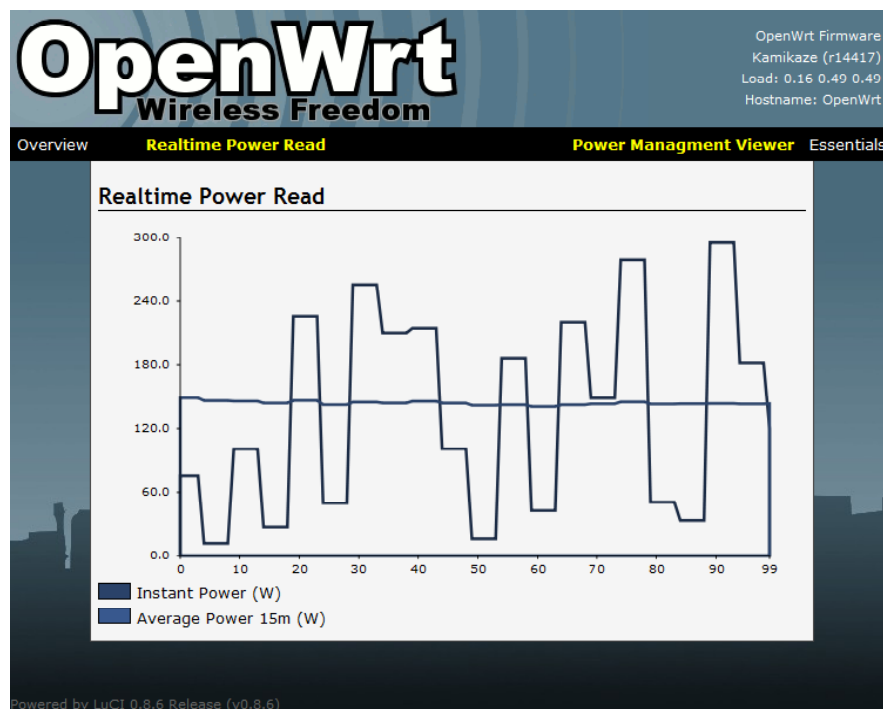 OpenWrt
Wireless Freedom
OpenWrt Firmware
Kamikaze (r14417)
Load: 0.16 0.49 0.49
Hostname: OpenWrt
Overview Realtime Power Read Power Managment Viewer Essentials
Realtime Power Read
300.0
240.0
180.0
120.0
60.0
0.0
0 10 20 30 40 50 60 70 80 90 99
Instant Power (W)
Average Power 15m (W)
Powered by LuCI 0.8.6 Release (v0.8.6)